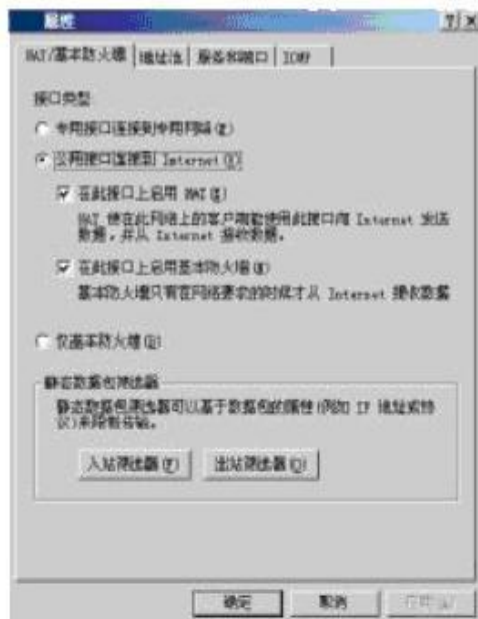 属性
NAT/基本防火墙 地址池 服务和端口 ICMP
接口类型
专用接口连接到专用网络(P)
公用接口连接到 Internet(I)
在此接口上启用 NAT(E)
NAT 使在此网络上的客户端能使用此接口向 Internet 发送
数据，并从 Internet 接收数据。
在此接口上启用基本防火墙(N)
基本防火墙只有在网络要求的时候才从 Internet 接收数据
仅基本防火墙(B)
静态数据包筛选器
静态数据包筛选器可以基于数据包的属性(例如 IP 地址或协
议)来限制传输。
入站筛选器(F) 出站筛选器(O)
确定 取消 应用(A)